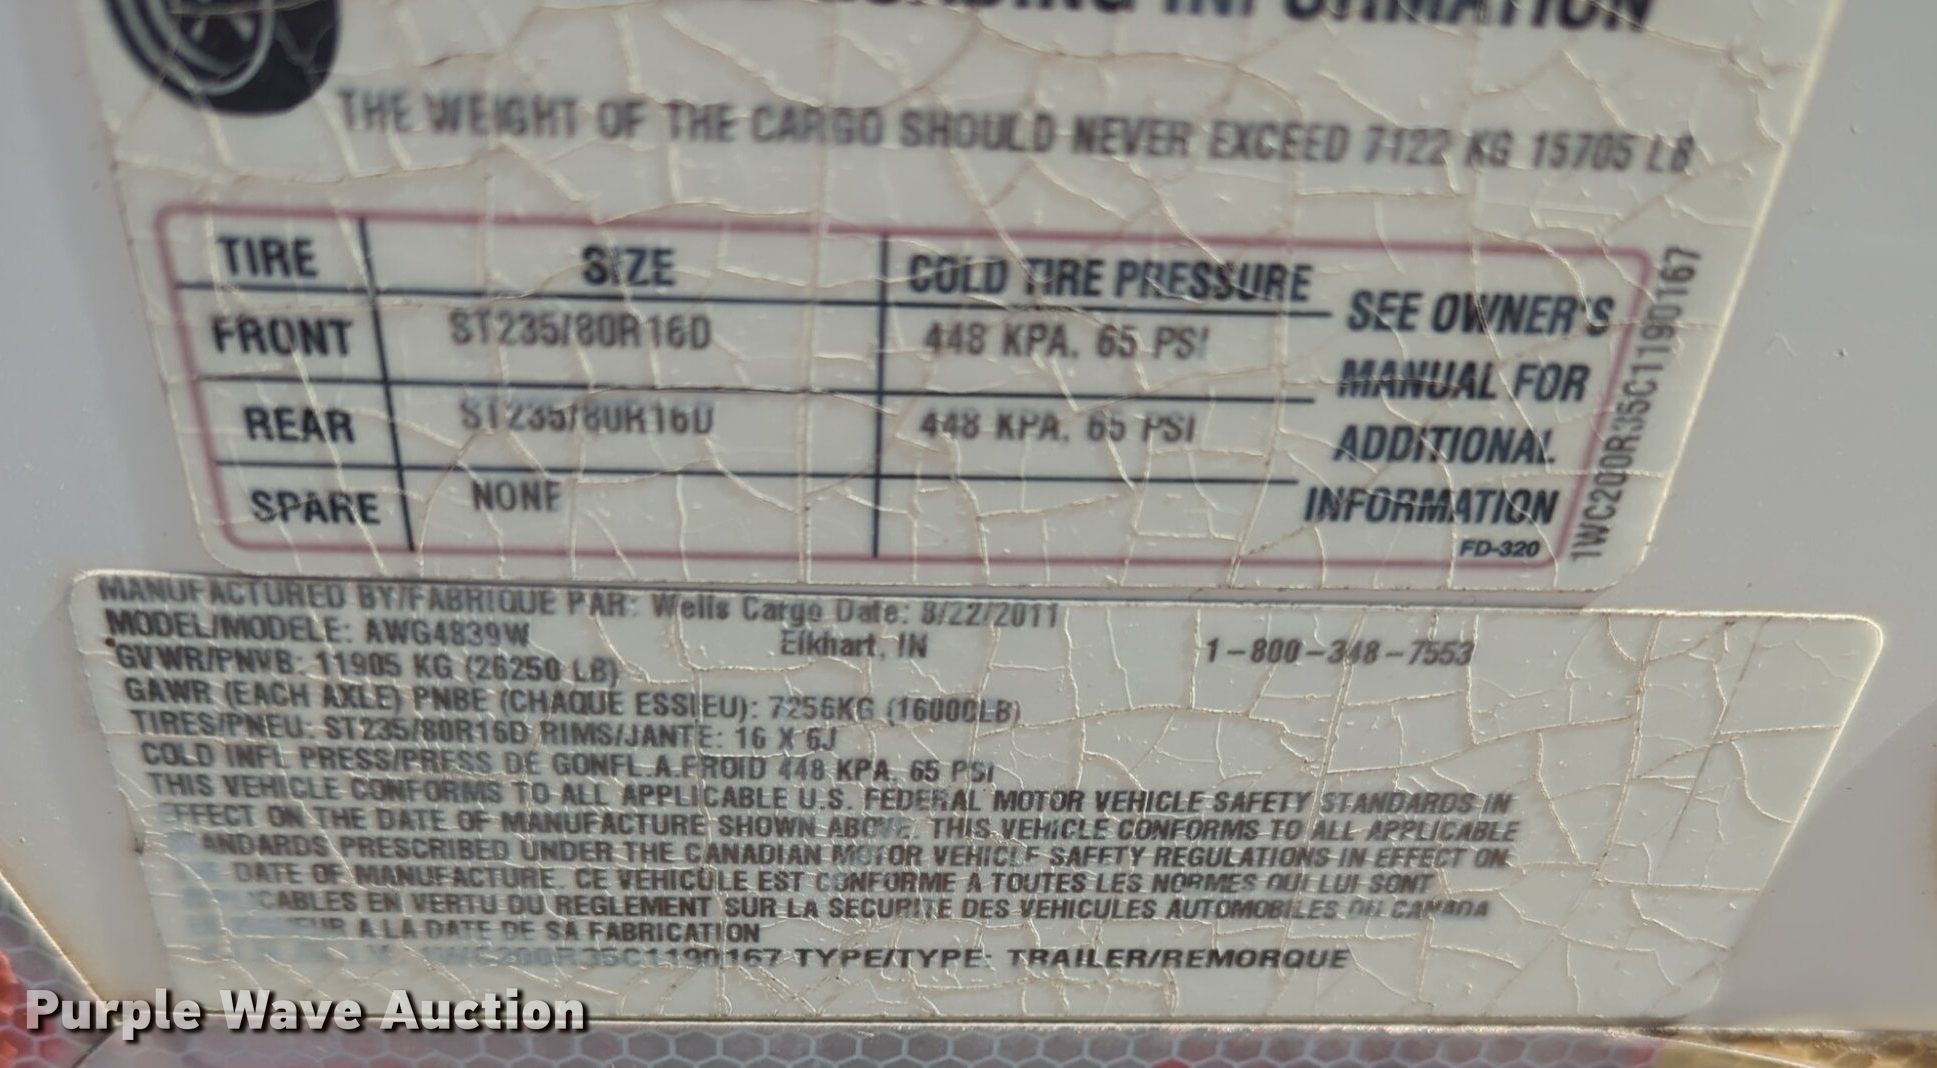 LOADING INFORMATION
THE WEIGHT OF THE CARGO SHOULD NEVER EXCEED 7122 KG 15705 LB
TIRE SIZE COLD TIRE PRESSURE
FRONT ST235/80R16D 448 KPA. 65 PSI
REAR ST235/80R16D 448 KPA. 65 PSI
SPARE NONE
SEE OWNER'S
MANUAL FOR
ADDITIONAL
INFORMATION
FD-320
1WC200R35C1190167
MANUFACTURED BY/FABRIQUE PAR: Wells Cargo Date: 8/22/2011
MODEL/MODELE: AWG4839W Elkhart, IN 1-800-348-7553
GVWR/PNVB: 11905 KG (26250 LB)
GAWR (EACH AXLE) PNBE (CHAQUE ESSIEU): 7256KG (16000LB)
TIRES/PNEU: ST235/80R16D RIMS/JANTE: 16 X 6J
COLD INFL PRESS/PRESS DE GONFL.A.FROID 448 KPA. 65 PSI
THIS VEHICLE CONFORMS TO ALL APPLICABLE U.S. FEDERAL MOTOR VEHICLE SAFETY STANDARDS IN
EFFECT ON THE DATE OF MANUFACTURE SHOWN ABOVE. THIS VEHICLE CONFORMS TO ALL APPLICABLE
STANDARDS PRESCRIBED UNDER THE CANADIAN MOTOR VEHICLE SAFETY REGULATIONS IN EFFECT ON
DATE OF MANUFACTURE. CE VEHICULE EST CONFORME A TOUTES LES NORMES QUI LUI SONT
EN VERTU DU REGLEMENT SUR LA SECURITE DES VEHICULES AUTOMOBILES DU CANADA
A LA DATE DE SA FABRICATION
1WC200R35C1190167 TYPE/TYPE: TRAILER/REMORQUE
Purple Wave Auction